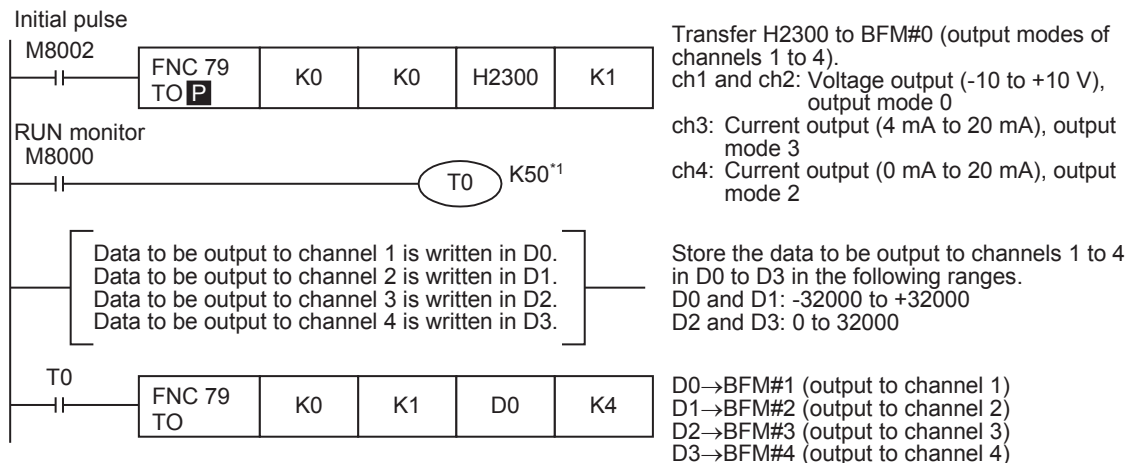 Initial pulse
M8002
FNC 79
TO P
K0
K0
H2300
K1
Transfer H2300 to BFM#0 (output modes of
channels 1 to 4).
ch1 and ch2: Voltage output (-10 to +10 V),
output mode 0
ch3: Current output (4 mA to 20 mA), output
mode 3
ch4: Current output (0 mA to 20 mA), output
mode 2
RUN monitor
M8000
T0
K50*1
Data to be output to channel 1 is written in D0.
Data to be output to channel 2 is written in D1.
Data to be output to channel 3 is written in D2.
Data to be output to channel 4 is written in D3.
Store the data to be output to channels 1 to 4
in D0 to D3 in the following ranges.
D0 and D1: -32000 to +32000
D2 and D3: 0 to 32000
T0
FNC 79
TO
K0
K1
D0
K4
D0→BFM#1 (output to channel 1)
D1→BFM#2 (output to channel 2)
D2→BFM#3 (output to channel 3)
D3→BFM#4 (output to channel 4)